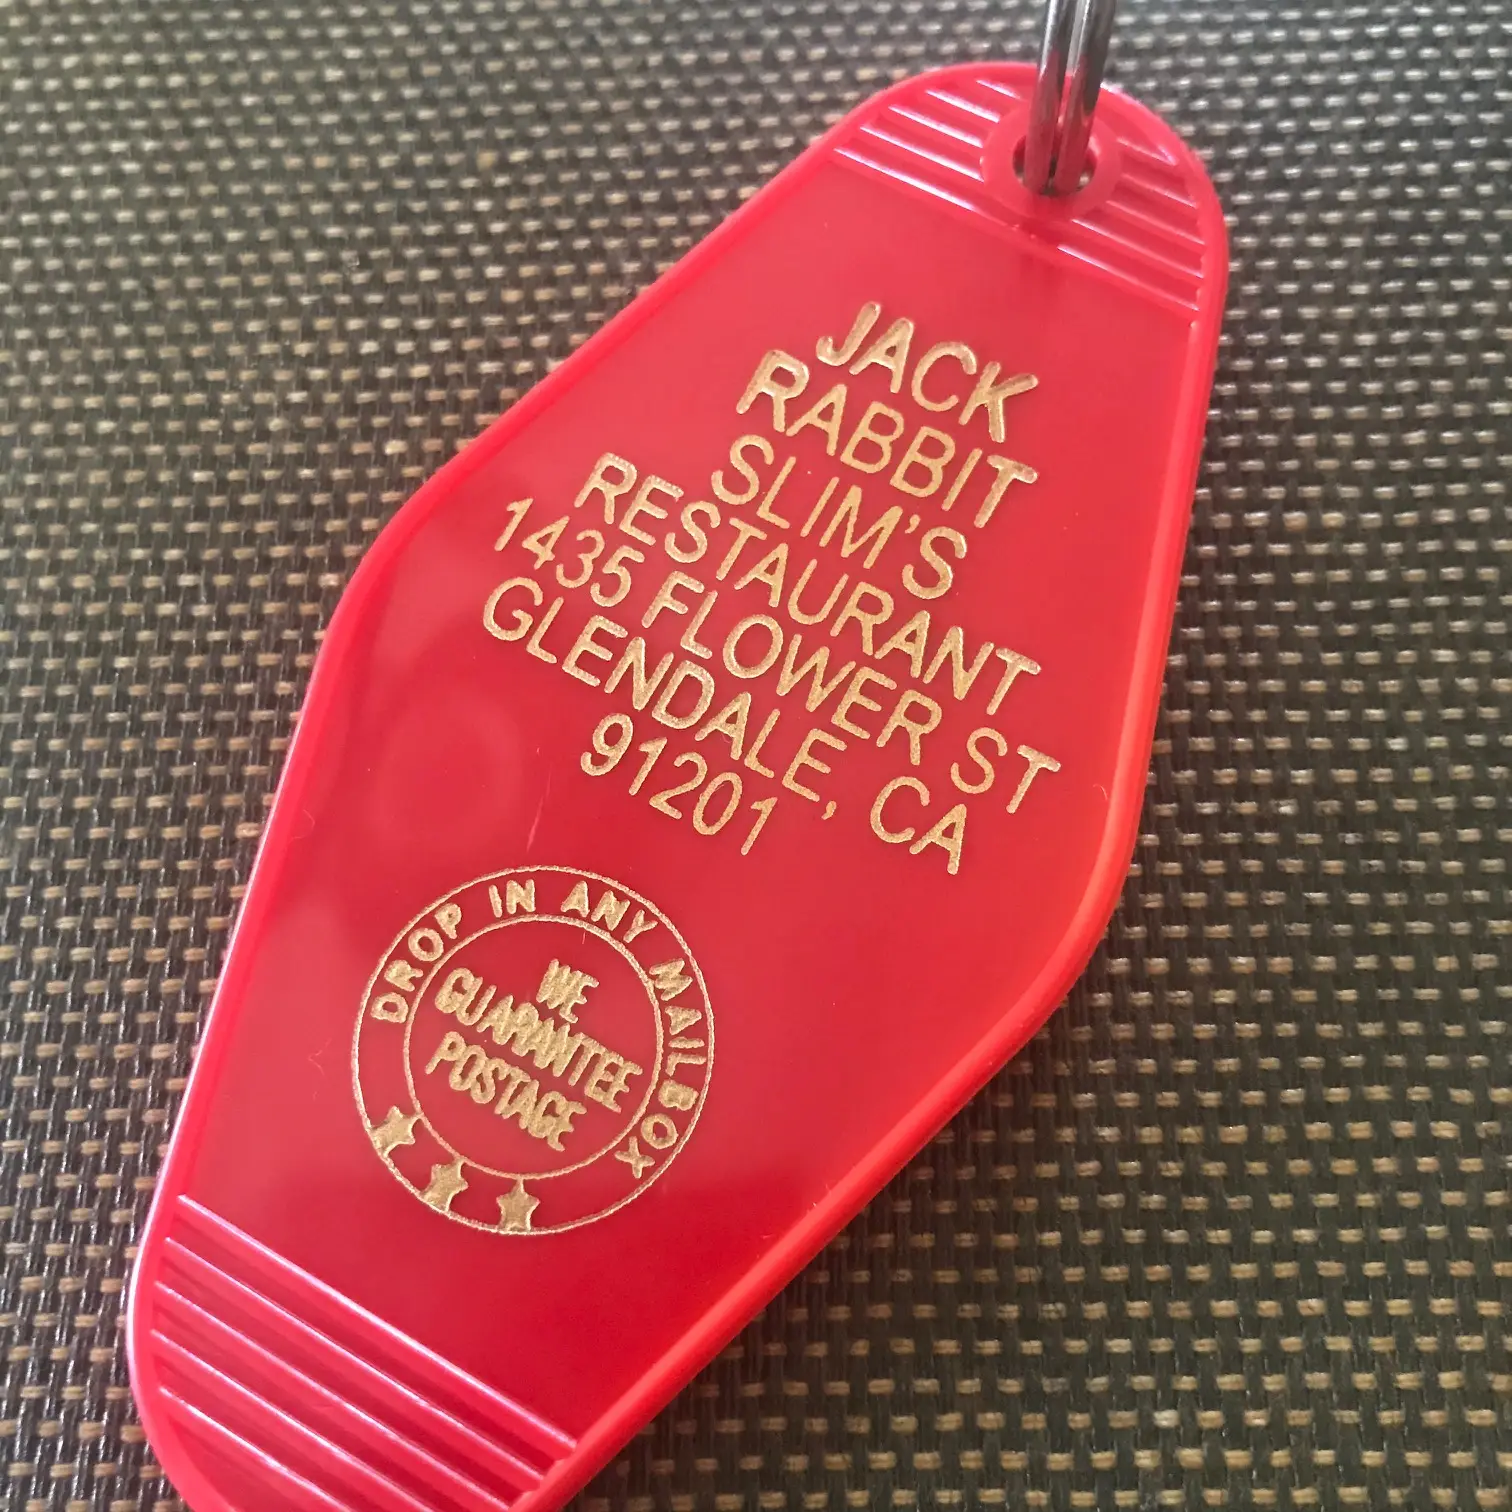 JACK
RABBIT
SLIM'S
RESTAURANT
1435 FLOWER ST
GLENDALE, CA
91201
DROP IN ANY MAILBOX
WE
GUARANTEE
POSTAGE